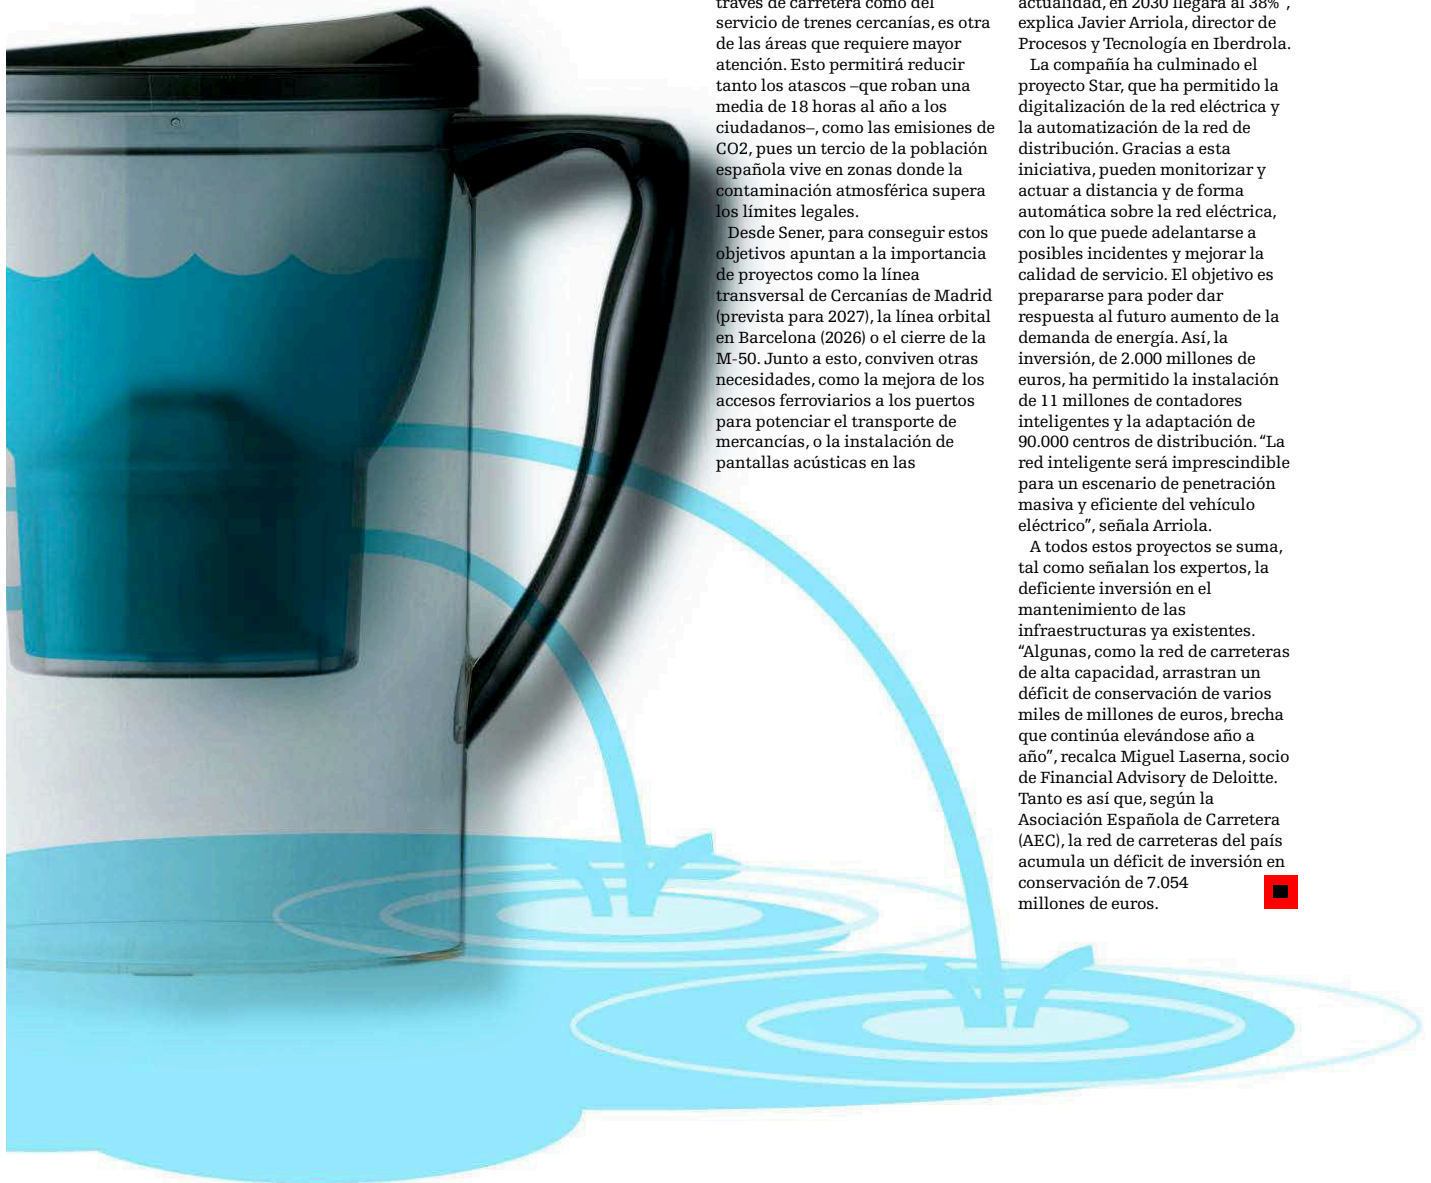 través de carretera como del
servicio de trenes cercanías, es otra
de las áreas que requiere mayor
atención. Esto permitirá reducir
tanto los atascos –que roban una
media de 18 horas al año a los
ciudadanos–, como las emisiones de
CO2, pues un tercio de la población
española vive en zonas donde la
contaminación atmosférica supera
los límites legales.
Desde Sener, para conseguir estos
objetivos apuntan a la importancia
de proyectos como la línea
transversal de Cercanías de Madrid
(prevista para 2027), la línea orbital
en Barcelona (2026) o el cierre de la
M-50. Junto a esto, conviven otras
necesidades, como la mejora de los
accesos ferroviarios a los puertos
para potenciar el transporte de
mercancías, o la instalación de
pantallas acústicas en las
actualidad, en 2030 llegará al 38%”,
explica Javier Arriola, director de
Procesos y Tecnología en Iberdrola.
La compañía ha culminado el
proyecto Star, que ha permitido la
digitalización de la red eléctrica y
la automatización de la red de
distribución. Gracias a esta
iniciativa, pueden monitorizar y
actuar a distancia y de forma
automática sobre la red eléctrica,
con lo que puede adelantarse a
posibles incidentes y mejorar la
calidad de servicio. El objetivo es
prepararse para poder dar
respuesta al futuro aumento de la
demanda de energía. Así, la
inversión, de 2.000 millones de
euros, ha permitido la instalación
de 11 millones de contadores
inteligentes y la adaptación de
90.000 centros de distribución. “La
red inteligente será imprescindible
para un escenario de penetración
masiva y eficiente del vehículo
eléctrico”, señala Arriola.
A todos estos proyectos se suma,
tal como señalan los expertos, la
deficiente inversión en el
mantenimiento de las
infraestructuras ya existentes.
“Algunas, como la red de carreteras
de alta capacidad, arrastran un
déficit de conservación de varios
miles de millones de euros, brecha
que continúa elevándose año a
año”, recalca Miguel Laserna, socio
de Financial Advisory de Deloitte.
Tanto es así que, según la
Asociación Española de Carretera
(AEC), la red de carreteras del país
acumula un déficit de inversión en
conservación de 7.054
millones de euros.